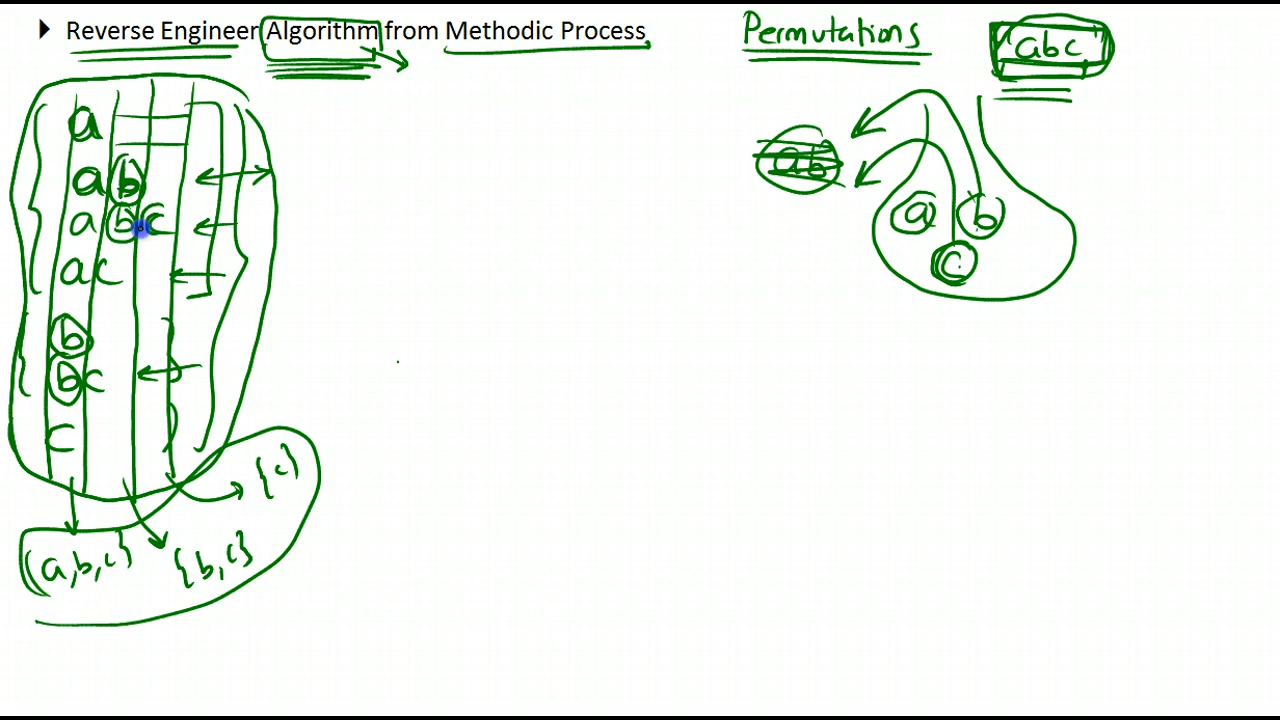 Reverse Engineer Algorithm from Methodic Process
Permutations
abc
a
ab
abc
ac
b
bc
c
{a,b,c}
{b,c}
{c}
ab
a b
c